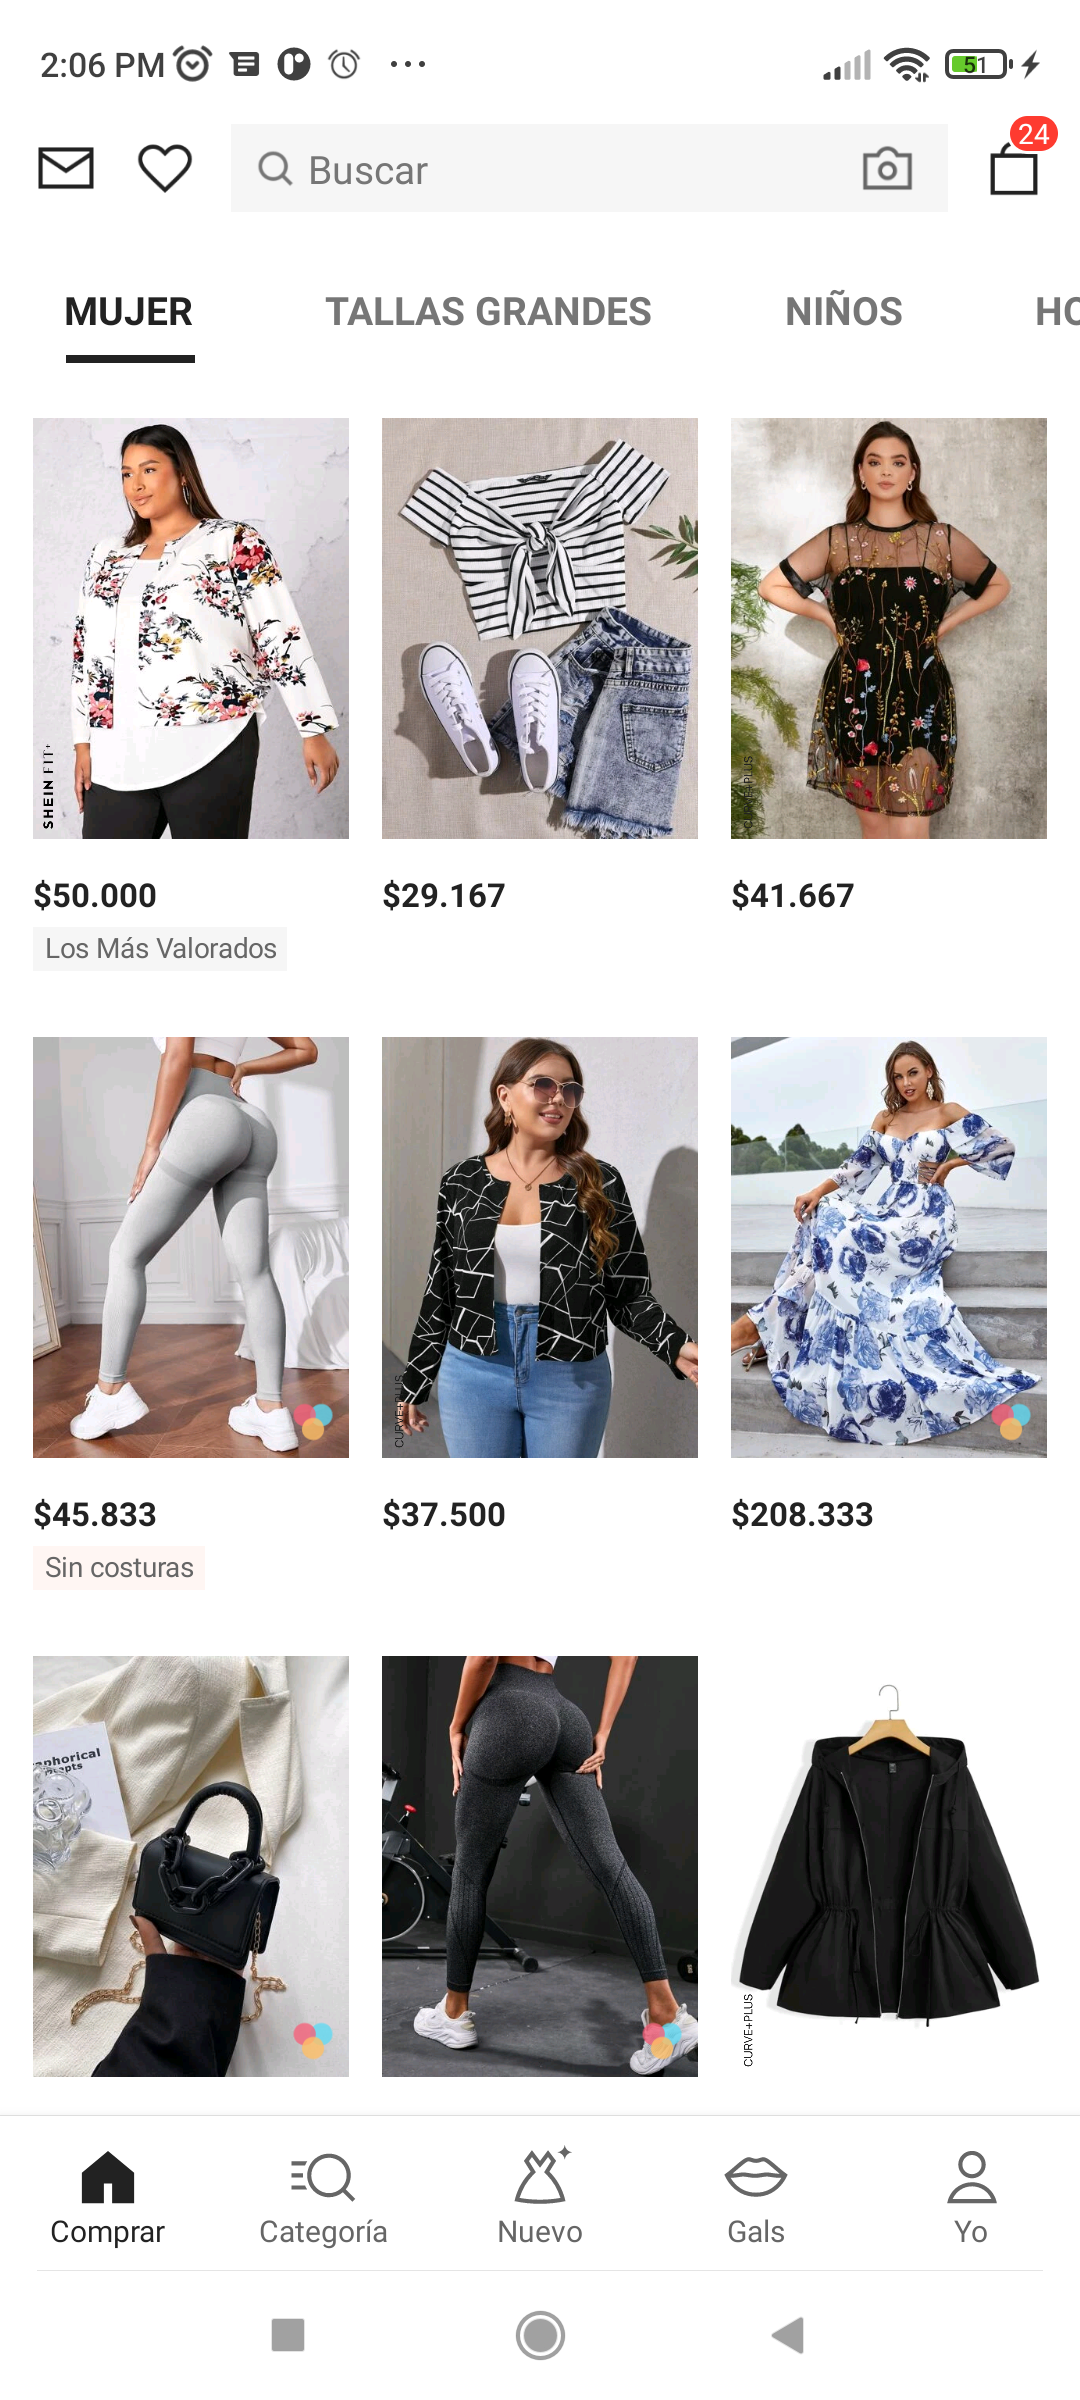 2:06 PM
51
24
Buscar
MUJER TALLAS GRANDES NIÑOS HO
SHEIN FIT+
CURVE+PLUS
$50.000 $29.167 $41.667
Los Más Valorados
CURVE+PLUS
$45.833 $37.500 $208.333
Sin costuras
aphorical
CURVE+PLUS
Comprar Categoría Nuevo Gals Yo